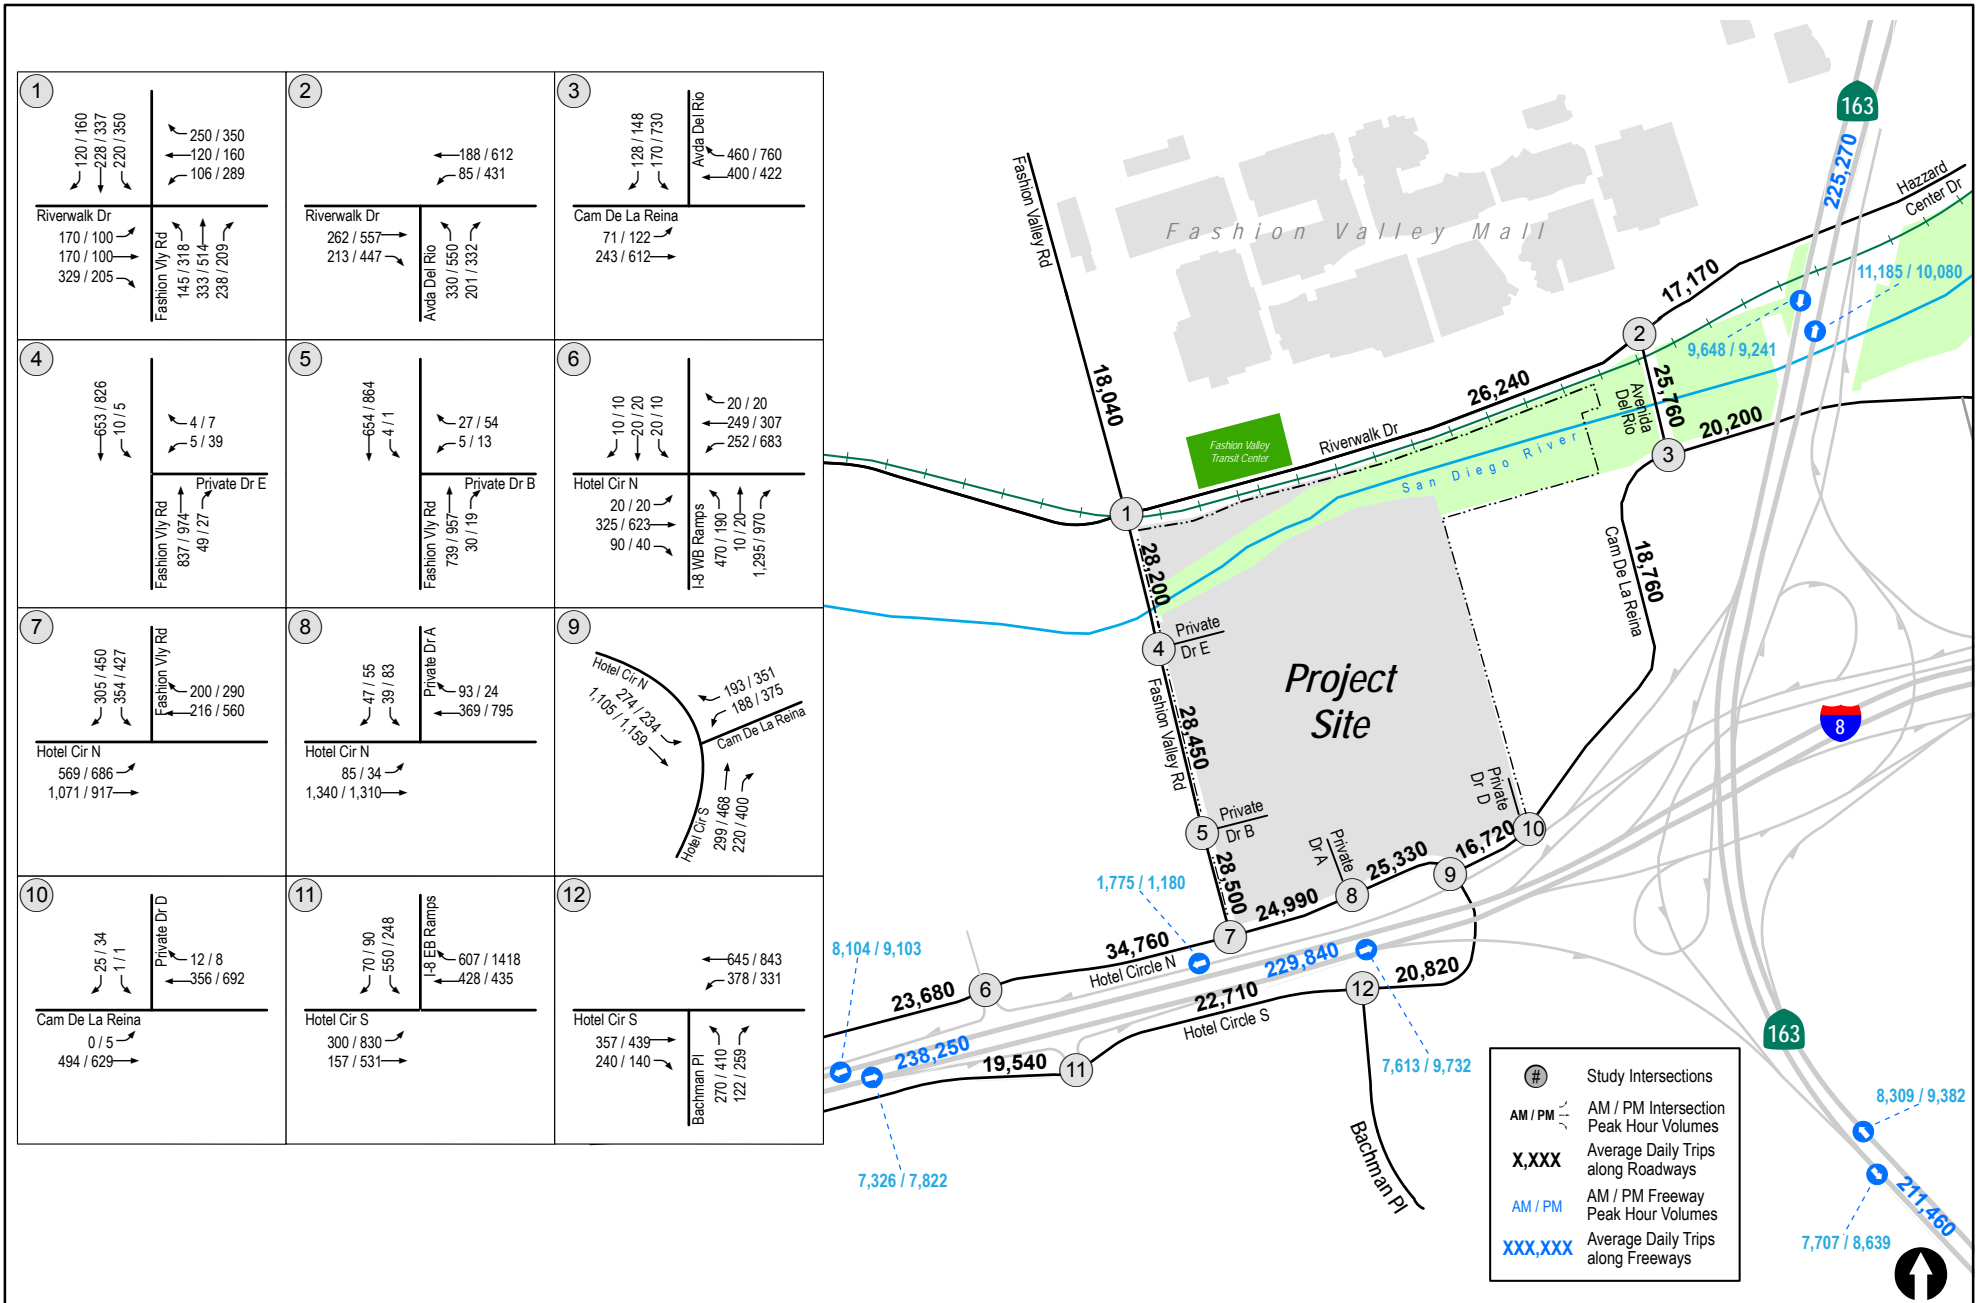 1
120 / 160
228 / 337
220 / 350
250 / 350
120 / 160
106 / 289
Riverwalk Dr
170 / 100
170 / 100
329 / 205
Fashion Vly Rd
145 / 318
333 / 514
238 / 209
2
188 / 612
85 / 431
Riverwalk Dr
262 / 557
213 / 447
Avda Del Rio
330 / 550
201 / 332
3
128 / 148
170 / 730
Avda Del Rio
460 / 760
400 / 422
Cam De La Reina
71 / 122
243 / 612
4
653 / 826
10 / 5
4 / 7
5 / 39
Private Dr E
Fashion Vly Rd
837 / 974
49 / 27
5
654 / 864
4 / 1
27 / 54
5 / 13
Private Dr B
Fashion Vly Rd
739 / 957
30 / 19
6
10 / 10
20 / 20
20 / 10
20 / 20
249 / 307
252 / 683
Hotel Cir N
20 / 20
325 / 623
90 / 40
I-8 WB Ramps
470 / 190
10 / 20
1,295 / 970
7
305 / 450
354 / 427
Fashion Vly Rd
200 / 290
216 / 560
Hotel Cir N
569 / 686
1,071 / 917
8
47 / 55
39 / 83
Private Dr A
93 / 24
369 / 795
Hotel Cir N
85 / 34
1,340 / 1,310
9
Hotel Cir N
274 / 234
1,105 / 1,159
193 / 351
188 / 375
Cam De La Reina
Hotel Cir S
299 / 468
220 / 400
10
25 / 34
1 / 1
Private Dr D
12 / 8
356 / 692
Cam De La Reina
0 / 5
494 / 629
11
70 / 90
550 / 248
I-8 EB Ramps
607 / 1418
428 / 435
Hotel Cir S
300 / 830
157 / 531
12
645 / 843
378 / 331
Hotel Cir S
357 / 439
240 / 140
Bachman Pl
270 / 410
122 / 259
163
225,270
Hazzard
Center Dr
Fashion Valley Rd
Fashion Valley Mall
11,185 / 10,080
17,170
2
9,648 / 9,241
18,040
26,240
Avenida
Del Rio
25,760
20,200
Fashion Valley
Transit Center
Riverwalk Dr
San Diego River
3
1
28,200
18,760
Cam De La Reina
4
Private
Dr E
Project
Site
Fashion Valley Rd
28,450
8
Private
Dr D
5
Private
Dr B
10
16,720
Private
Dr A
25,330
9
28,500
1,775 / 1,180
24,990
8
7
8,104 / 9,103
34,760
Hotel Circle N
229,840
20,820
12
23,680
6
22,710
Hotel Circle S
163
238,250
19,540
11
7,613 / 9,732
7,326 / 7,822
Bachman Pl
8,309 / 9,382
211,460
7,707 / 8,639
# Study Intersections
AM / PM AM / PM Intersection
Peak Hour Volumes
X,XXX Average Daily Trips
along Roadways
AM / PM AM / PM Freeway
Peak Hour Volumes
XXX,XXX Average Daily Trips
along Freeways